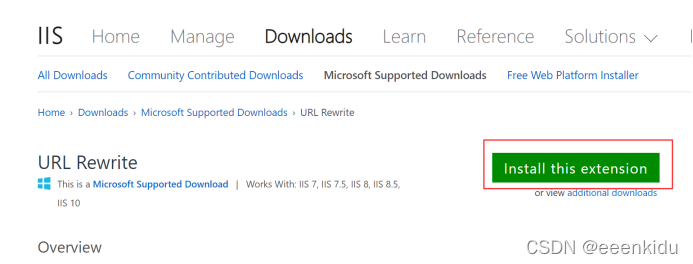 IIS Home Manage Downloads Learn Reference Solutions
All Downloads Community Contributed Downloads Microsoft Supported Downloads Free Web Platform Installer
Home › Downloads › Microsoft Supported Downloads › URL Rewrite
URL Rewrite
Install this extension
This is a Microsoft Supported Download | Works With: IIS 7, IIS 7.5, IIS 8, IIS 8.5,
or view additional downloads
IIS 10
Overview
CSDN @eeenkidu